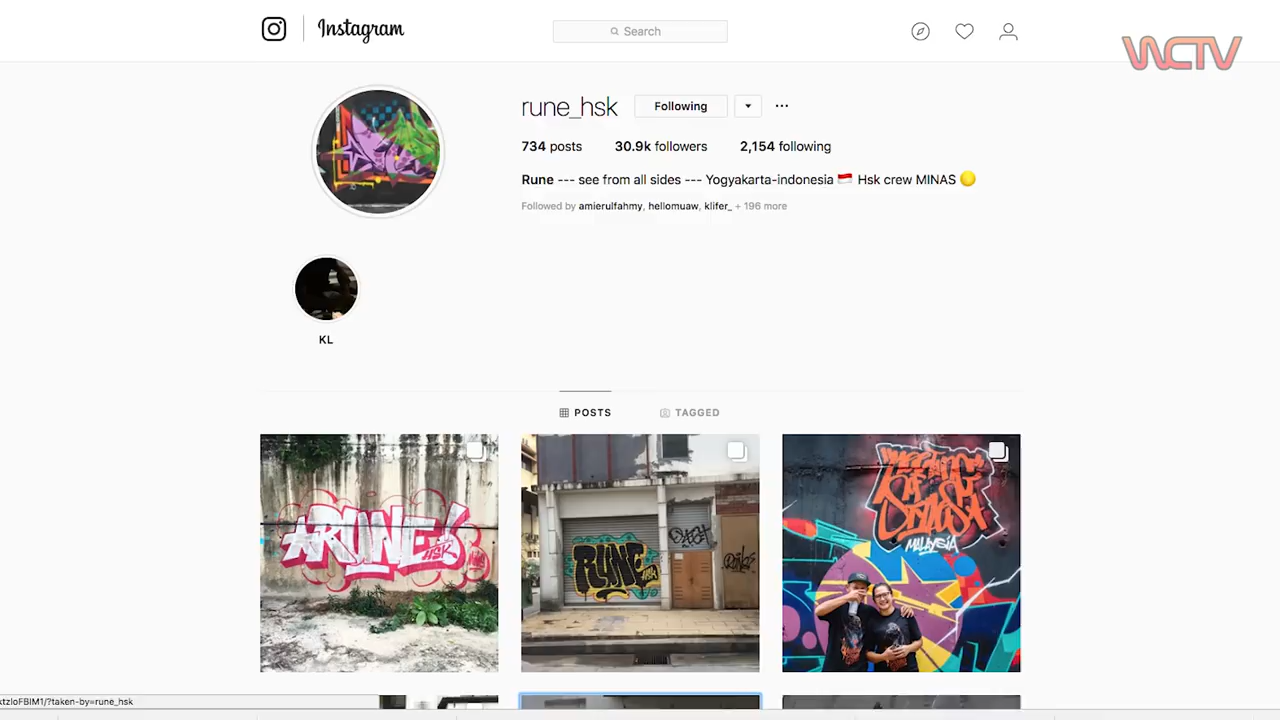 Instagram
Search
WCTV
rune_hsk
Following
734 posts
30.9k followers
2,154 following
Rune --- see from all sides --- Yogyakarta-indonesia 🇮🇩 Hsk crew MINAS 🟡
Followed by amierulfahmy, hellomuaw, klifer_ + 196 more
KL
POSTS
TAGGED
RUNE
HSK
RUNE
HSK
MALAYSIA
ktzloFBIM1/?taken-by=rune_hsk